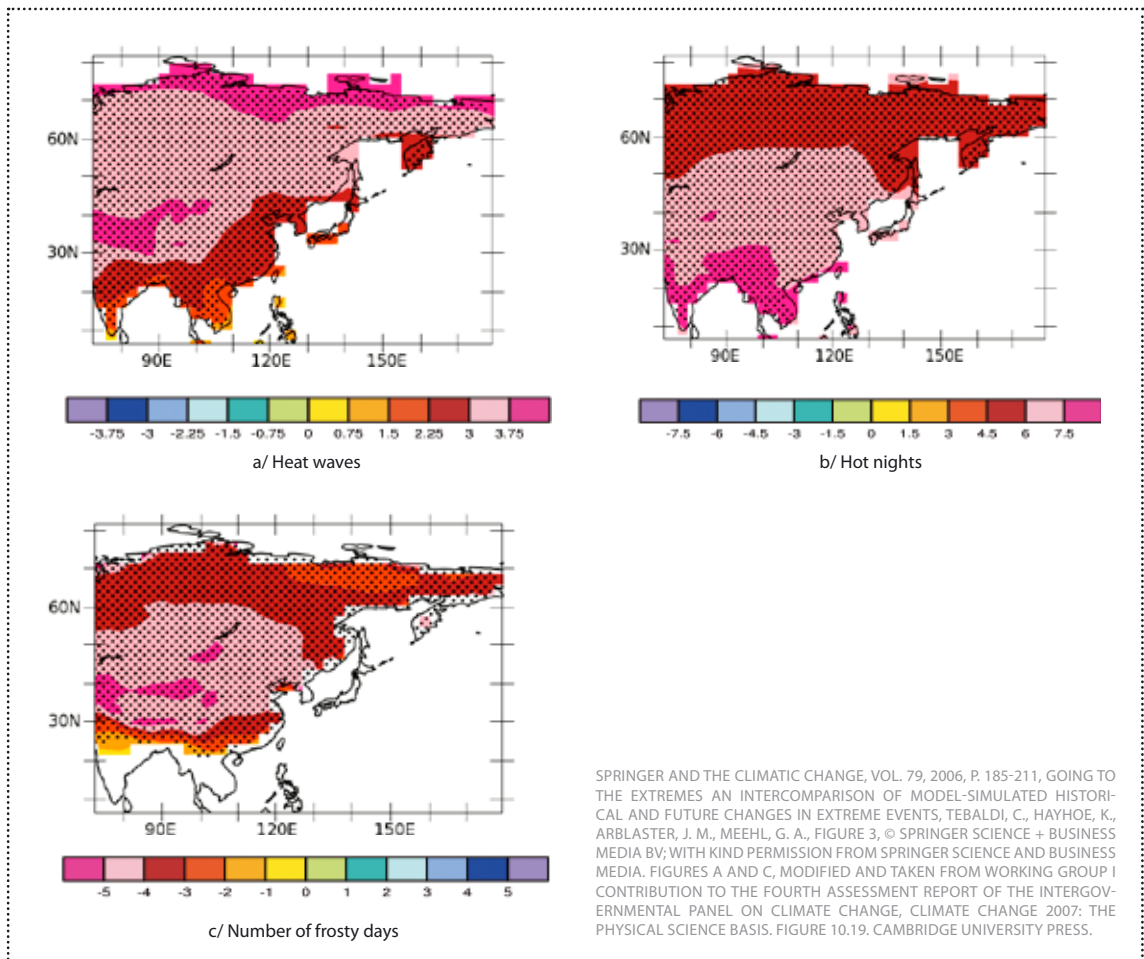 60N
30N
90E 120E 150E
-3.75 -3 -2.25 -1.5 -0.75 0 0.75 1.5 2.25 3 3.75
a/ Heat waves
60N
30N
90E 120E 150E
-7.5 -6 -4.5 -3 -1.5 0 1.5 3 4.5 6 7.5
b/ Hot nights
60N
30N
90E 120E 150E
-5 -4 -3 -2 -1 0 1 2 3 4 5
c/ Number of frosty days
SPRINGER AND THE CLIMATIC CHANGE, VOL. 79, 2006, P. 185-211, GOING TO
THE EXTREMES AN INTERCOMPARISON OF MODEL-SIMULATED HISTORI-
CAL AND FUTURE CHANGES IN EXTREME EVENTS, TEBALDI, C., HAYHOE, K.,
ARBLASTER, J. M., MEEHL, G. A., FIGURE 3, © SPRINGER SCIENCE + BUSINESS
MEDIA BV; WITH KIND PERMISSION FROM SPRINGER SCIENCE AND BUSINESS
MEDIA. FIGURES A AND C, MODIFIED AND TAKEN FROM WORKING GROUP I
CONTRIBUTION TO THE FOURTH ASSESSMENT REPORT OF THE INTERGOV-
ERNMENTAL PANEL ON CLIMATE CHANGE, CLIMATE CHANGE 2007: THE
PHYSICAL SCIENCE BASIS. FIGURE 10.19. CAMBRIDGE UNIVERSITY PRESS.